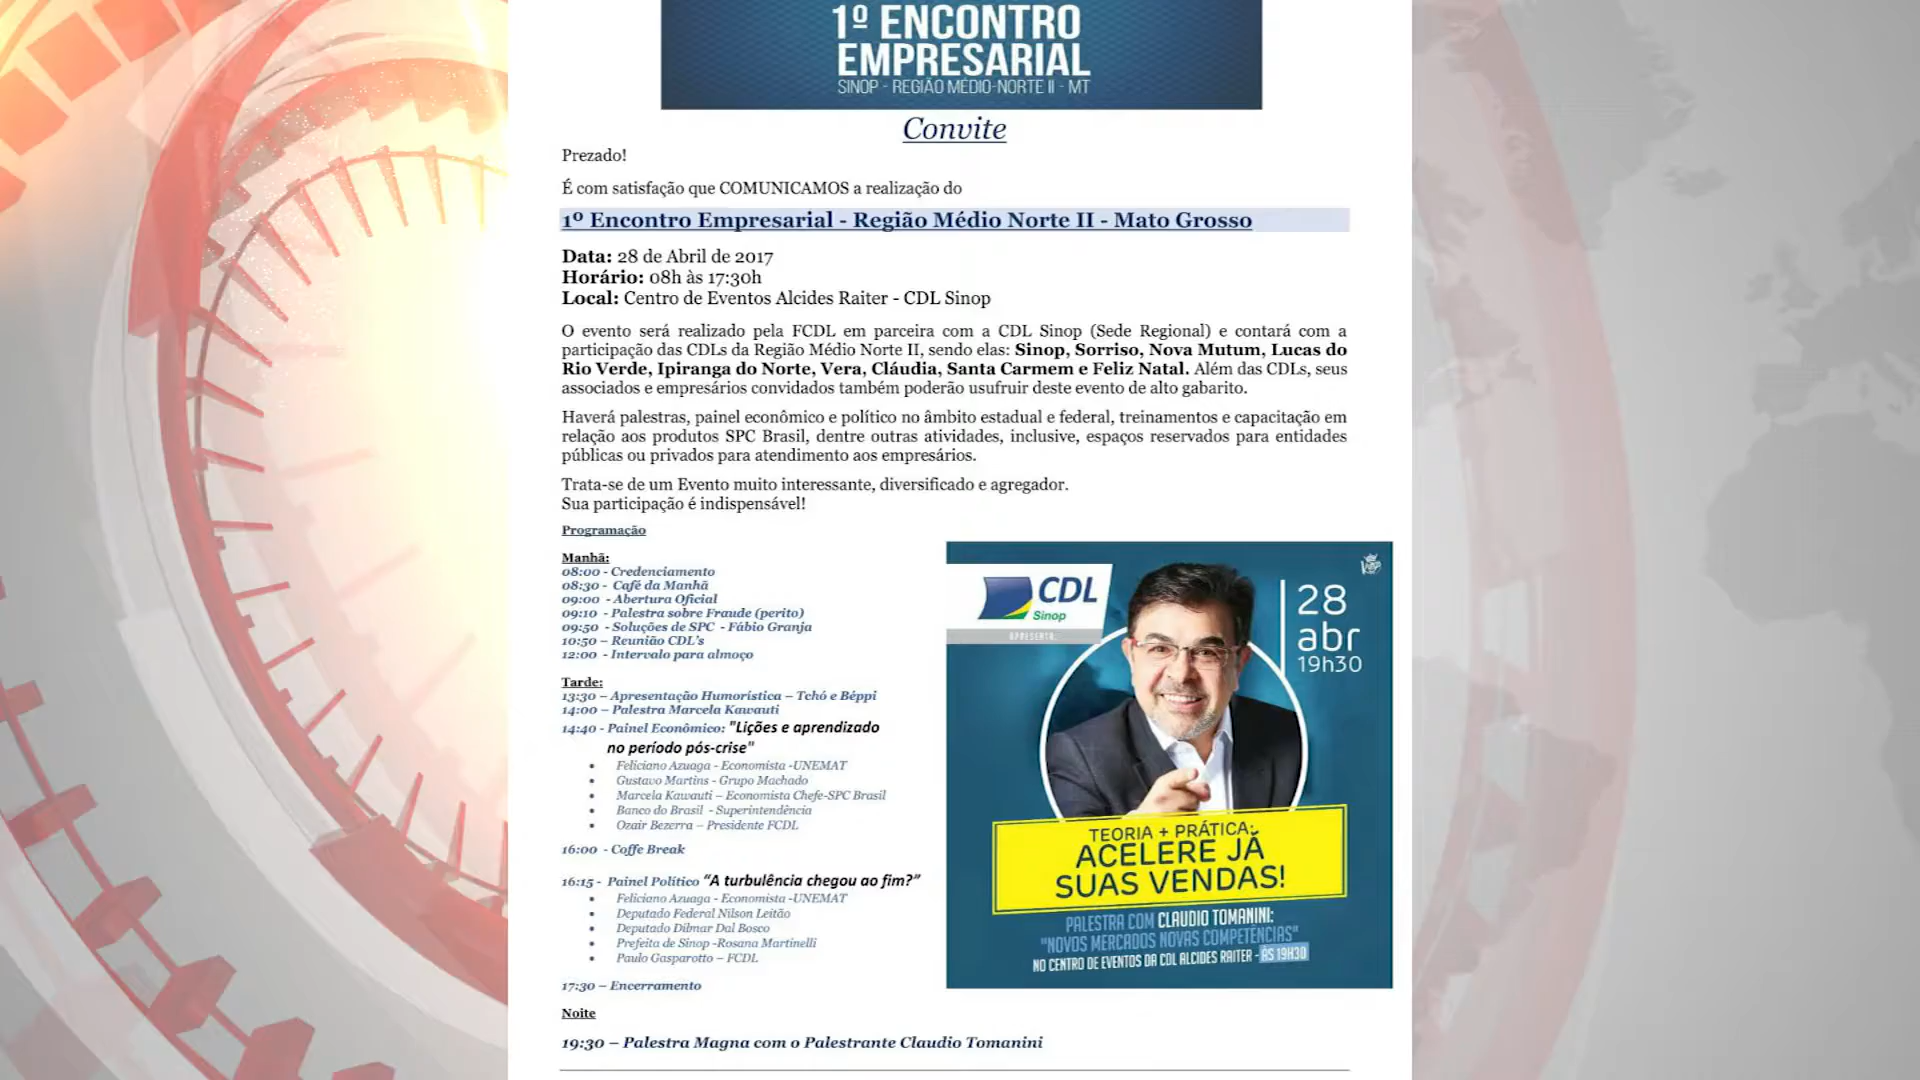 1º ENCONTRO
EMPRESARIAL
SINOP - REGIÃO MÉDIO-NORTE II - MT
Convite
Prezado!
É com satisfação que COMUNICAMOS a realização do
1º Encontro Empresarial - Região Médio Norte II - Mato Grosso
Data: 28 de Abril de 2017
Horário: 08h às 17:30h
Local: Centro de Eventos Alcides Raiter - CDL Sinop
O evento será realizado pela FCDL em parceira com a CDL Sinop (Sede Regional) e contará com a
participação das CDLs da Região Médio Norte II, sendo elas: Sinop, Sorriso, Nova Mutum, Lucas do
Rio Verde, Ipiranga do Norte, Vera, Cláudia, Santa Carmem e Feliz Natal. Além das CDLs, seus
associados e empresários convidados também poderão usufruir deste evento de alto gabarito.
Haverá palestras, painel econômico e político no âmbito estadual e federal, treinamentos e capacitação em
relação aos produtos SPC Brasil, dentre outras atividades, inclusive, espaços reservados para entidades
públicas ou privados para atendimento aos empresários.
Trata-se de um Evento muito interessante, diversificado e agregador.
Sua participação é indispensável!
Programação
Manhã:
08:00 - Credenciamento
08:30 - Café da Manhã
09:00 - Abertura Oficial
09:10 - Palestra sobre Fraude (perito)
09:50 - Soluções de SPC - Fábio Granja
10:50 – Reunião CDL's
12:00 - Intervalo para almoço
Tarde:
13:30 – Apresentação Humorística – Tchó e Béppi
14:00 – Palestra Marcela Kawauti
14:40 - Painel Econômico: "Lições e aprendizado
no período pós-crise"
• Feliciano Azuaga - Economista -UNEMAT
• Gustavo Martins - Grupo Machado
• Marcela Kawauti – Economista Chefe-SPC Brasil
• Banco do Brasil - Superintendência
• Ozair Bezerra – Presidente FCDL
16:00 - Coffe Break
16:15 - Painel Político “A turbulência chegou ao fim?”
• Feliciano Azuaga - Economista -UNEMAT
• Deputado Federal Nilson Leitão
• Deputado Dilmar Dal Bosco
• Prefeita de Sinop -Rosana Martinelli
• Paulo Gasparotto – FCDL
17:30 – Encerramento
Noite
19:30 – Palestra Magna com o Palestrante Claudio Tomanini
CDL
Sinop
APRESENTA:
28
abr
19h30
TEORIA + PRÁTICA:
ACELERE JÁ
SUAS VENDAS!
PALESTRA COM CLAUDIO TOMANINI:
"NOVOS MERCADOS NOVAS COMPETÊNCIAS"
NO CENTRO DE EVENTOS DA CDL ALCIDES RAITER - ÀS 19H30